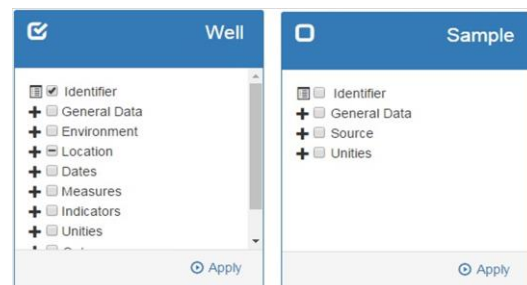 Well
Identifier
General Data
Environment
Location
Dates
Measures
Indicators
Unities
Apply
Sample
Identifier
General Data
Source
Unities
Apply